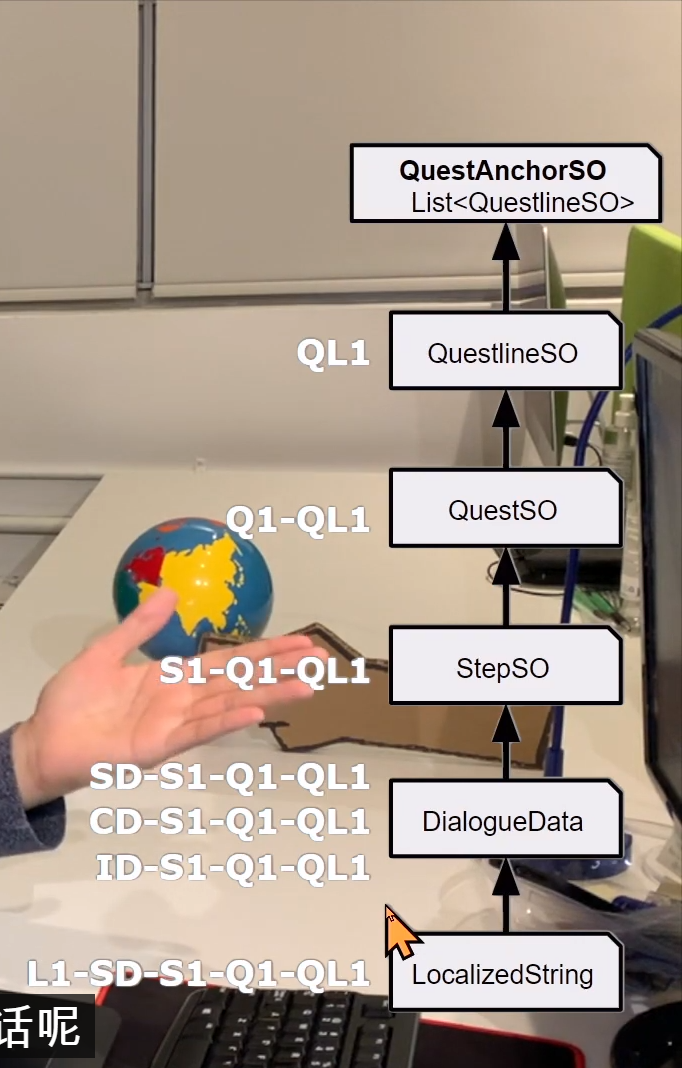 QuestAnchorSO
List<QuestlineSO>
QL1
QuestlineSO
Q1-QL1
QuestSO
S1-Q1-QL1
StepSO
SD-S1-Q1-QL1
CD-S1-Q1-QL1
DialogueData
ID-S1-Q1-QL1
L1-SD-S1-Q1-QL1
LocalizedString
话呢